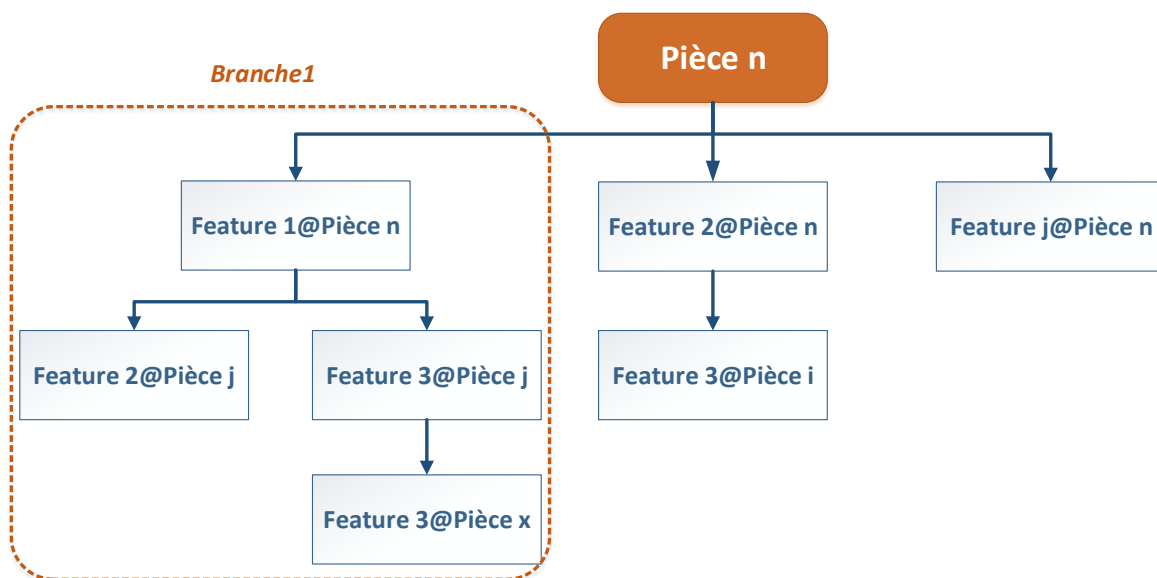 Pièce n
Branche1
Feature 1@Pièce n
Feature 2@Pièce n
Feature j@Pièce n
Feature 2@Pièce j
Feature 3@Pièce j
Feature 3@Pièce i
Feature 3@Pièce x